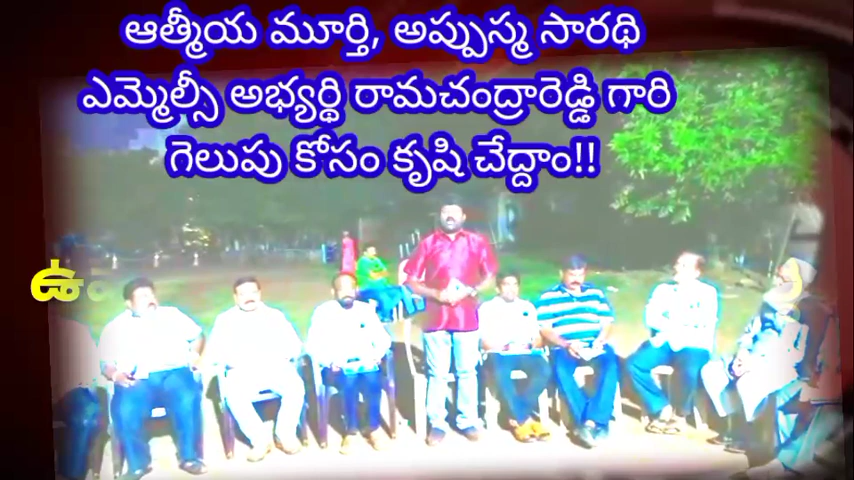 ఆత్మీయ మూర్తి, అప్పుస్మ సారథి
ఎమ్మెల్సీ అభ్యర్థి రామచంద్రారెడ్డి గారి
గెలుపు కోసం కృషి చేద్దాం!!